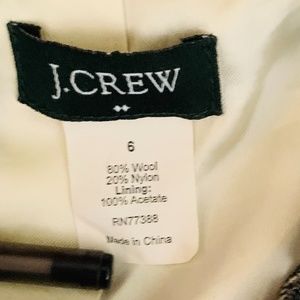 J.CREW
6
80% Wool
20% Nylon
Lining:
100% Acetate
RN77388
Made in China